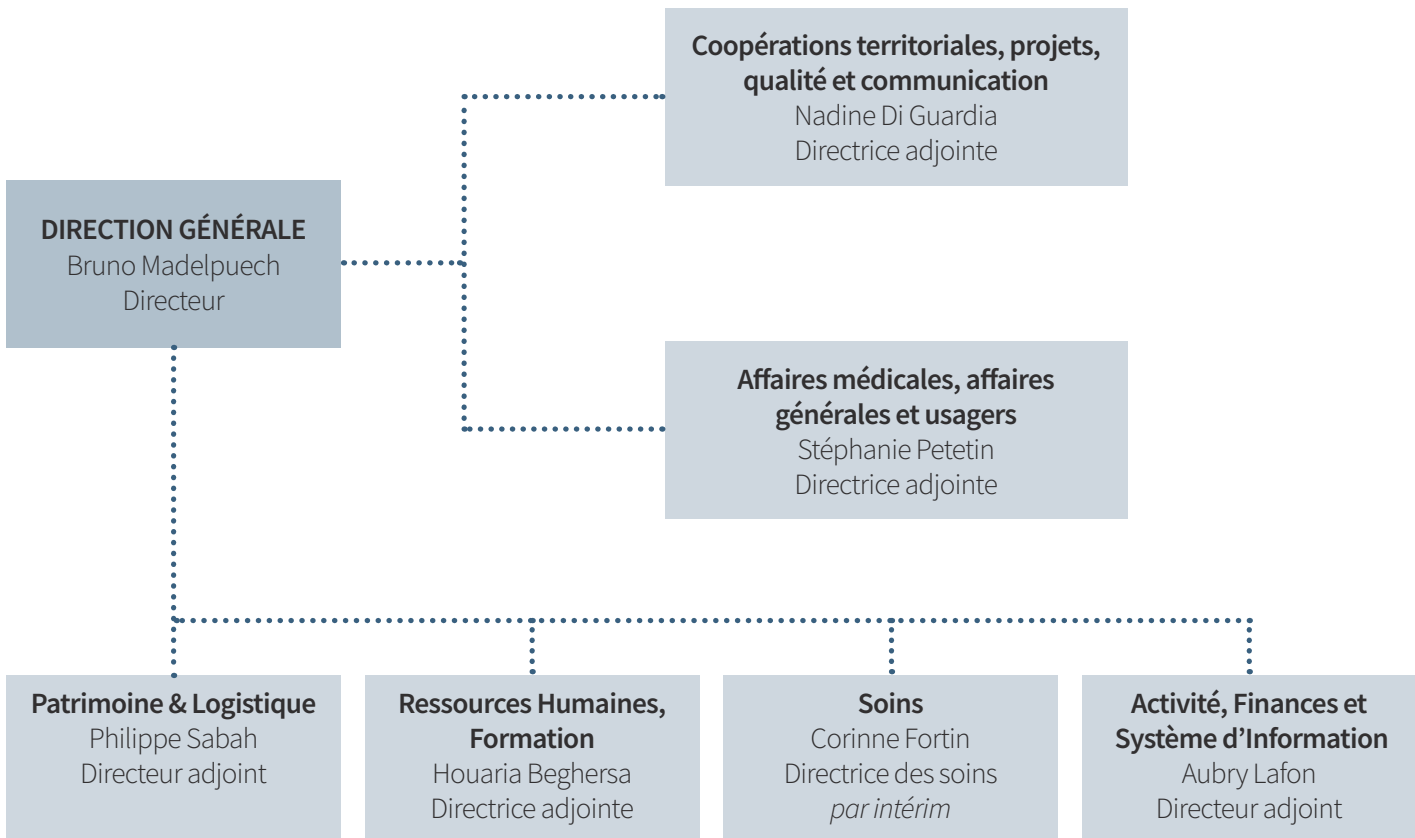 Coopérations territoriales, projets,
qualité et communication
Nadine Di Guardia
Directrice adjointe
DIRECTION GÉNÉRALE
Bruno Madelpuech
Directeur
Affaires médicales, affaires
générales et usagers
Stéphanie Petetin
Directrice adjointe
Patrimoine & Logistique
Philippe Sabah
Directeur adjoint
Ressources Humaines,
Formation
Houaria Beghersa
Directrice adjointe
Soins
Corinne Fortin
Directrice des soins
par intérim
Activité, Finances et
Système d’Information
Aubry Lafon
Directeur adjoint